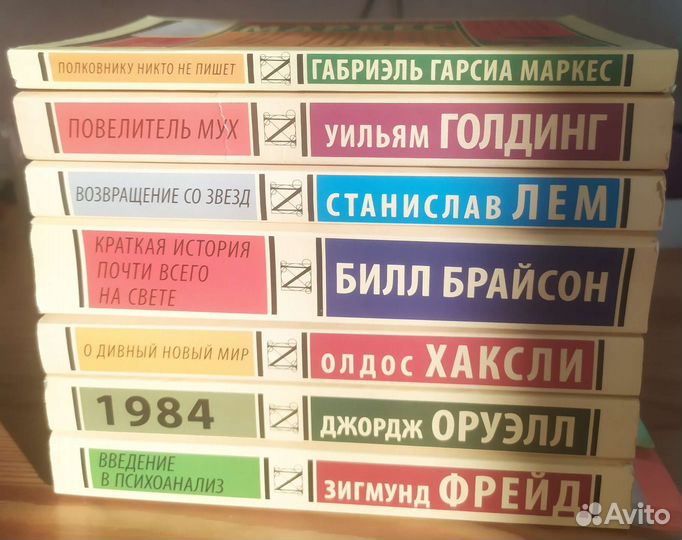 ПОЛКОВНИКУ НИКТО НЕ ПИШЕТ
ГАБРИЭЛЬ ГАРСИА МАРКЕС
ПОВЕЛИТЕЛЬ МУХ
УИЛЬЯМ ГОЛДИНГ
ВОЗВРАЩЕНИЕ СО ЗВЕЗД
СТАНИСЛАВ ЛЕМ
КРАТКАЯ ИСТОРИЯ
ПОЧТИ ВСЕГО
НА СВЕТЕ
БИЛЛ БРАЙСОН
О ДИВНЫЙ НОВЫЙ МИР
ОЛДОС ХАКСЛИ
1984
ДЖОРДЖ ОРУЭЛЛ
ВВЕДЕНИЕ
В ПСИХОАНАЛИЗ
ЗИГМУНД ФРЕЙД
Avito